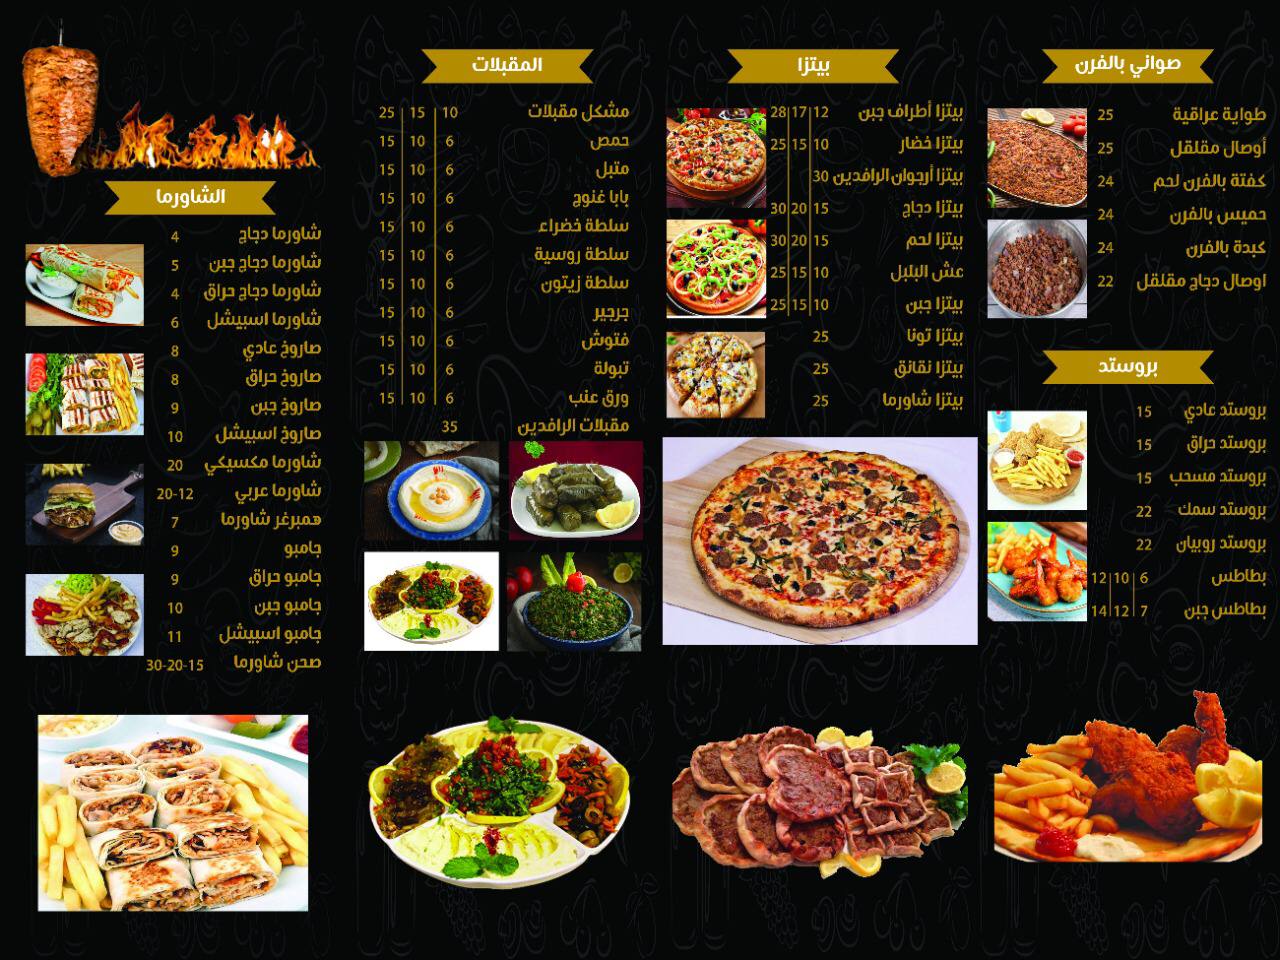 صواني بالفرن
طواية عراقية 25
أوصال مقلقل 25
كفتة بالفرن لحم 24
حميس بالفرن 24
كبدة بالفرن 24
اوصال دجاج مقلقل 22
بروستد
بروستد عادي 15
بروستد حراق 15
بروستد مسحب 15
بروستد سمك 22
بروستد روبيان 22
بطاطس 6 10 12
بطاطس جبن 7 12 14
بيتزا
بيتزا أطراف جبن 12 17 28
بيتزا خضار 10 15 25
بيتزا أرجوان الرافدين 30
بيتزا دجاج 15 20 30
بيتزا لحم 15 20 30
عش البلبل 10 15 25
بيتزا جبن 10 15 25
بيتزا تونا 25
بيتزا نقانق 25
بيتزا شاورما 25
المقبلات
مشكل مقبلات 10 15 25
حمص 6 10 15
متبل 6 10 15
بابا غنوج 6 10 15
سلطة خضراء 6 10 15
سلطة روسية 6 10 15
سلطة زيتون 6 10 15
جرجير 6 10 15
فتوش 6 10 15
تبولة 6 10 15
ورق عنب 6 10 15
مقبلات الرافدين 35
الشاورما
شاورما دجاج 4
شاورما دجاج جبن 5
شاورما دجاج حراق 4
شاورما اسبيشل 6
صاروخ عادي 8
صاروخ حراق 8
صاروخ جبن 9
صاروخ اسبيشل 10
شاورما مكسيكي 20
شاورما عربي 20-12
همبرغر شاورما 7
جامبو 9
جامبو حراق 9
جامبو جبن 10
جامبو اسبيشل 11
صحن شاورما 30-20-15